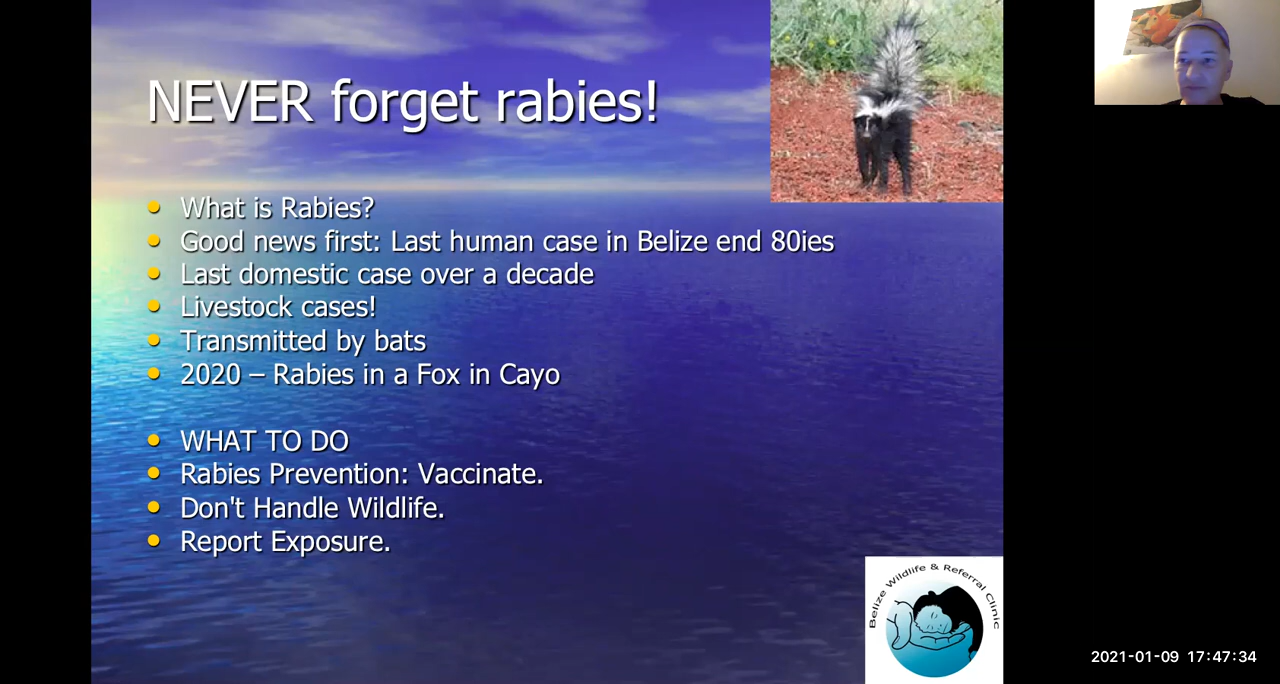 NEVER forget rabies!
What is Rabies?
Good news first: Last human case in Belize end 80ies
Last domestic case over a decade
Livestock cases!
Transmitted by bats
2020 – Rabies in a Fox in Cayo
WHAT TO DO
Rabies Prevention: Vaccinate.
Don't Handle Wildlife.
Report Exposure.
Belize Wildlife & Referral Clinic
2021-01-09 17:47:34